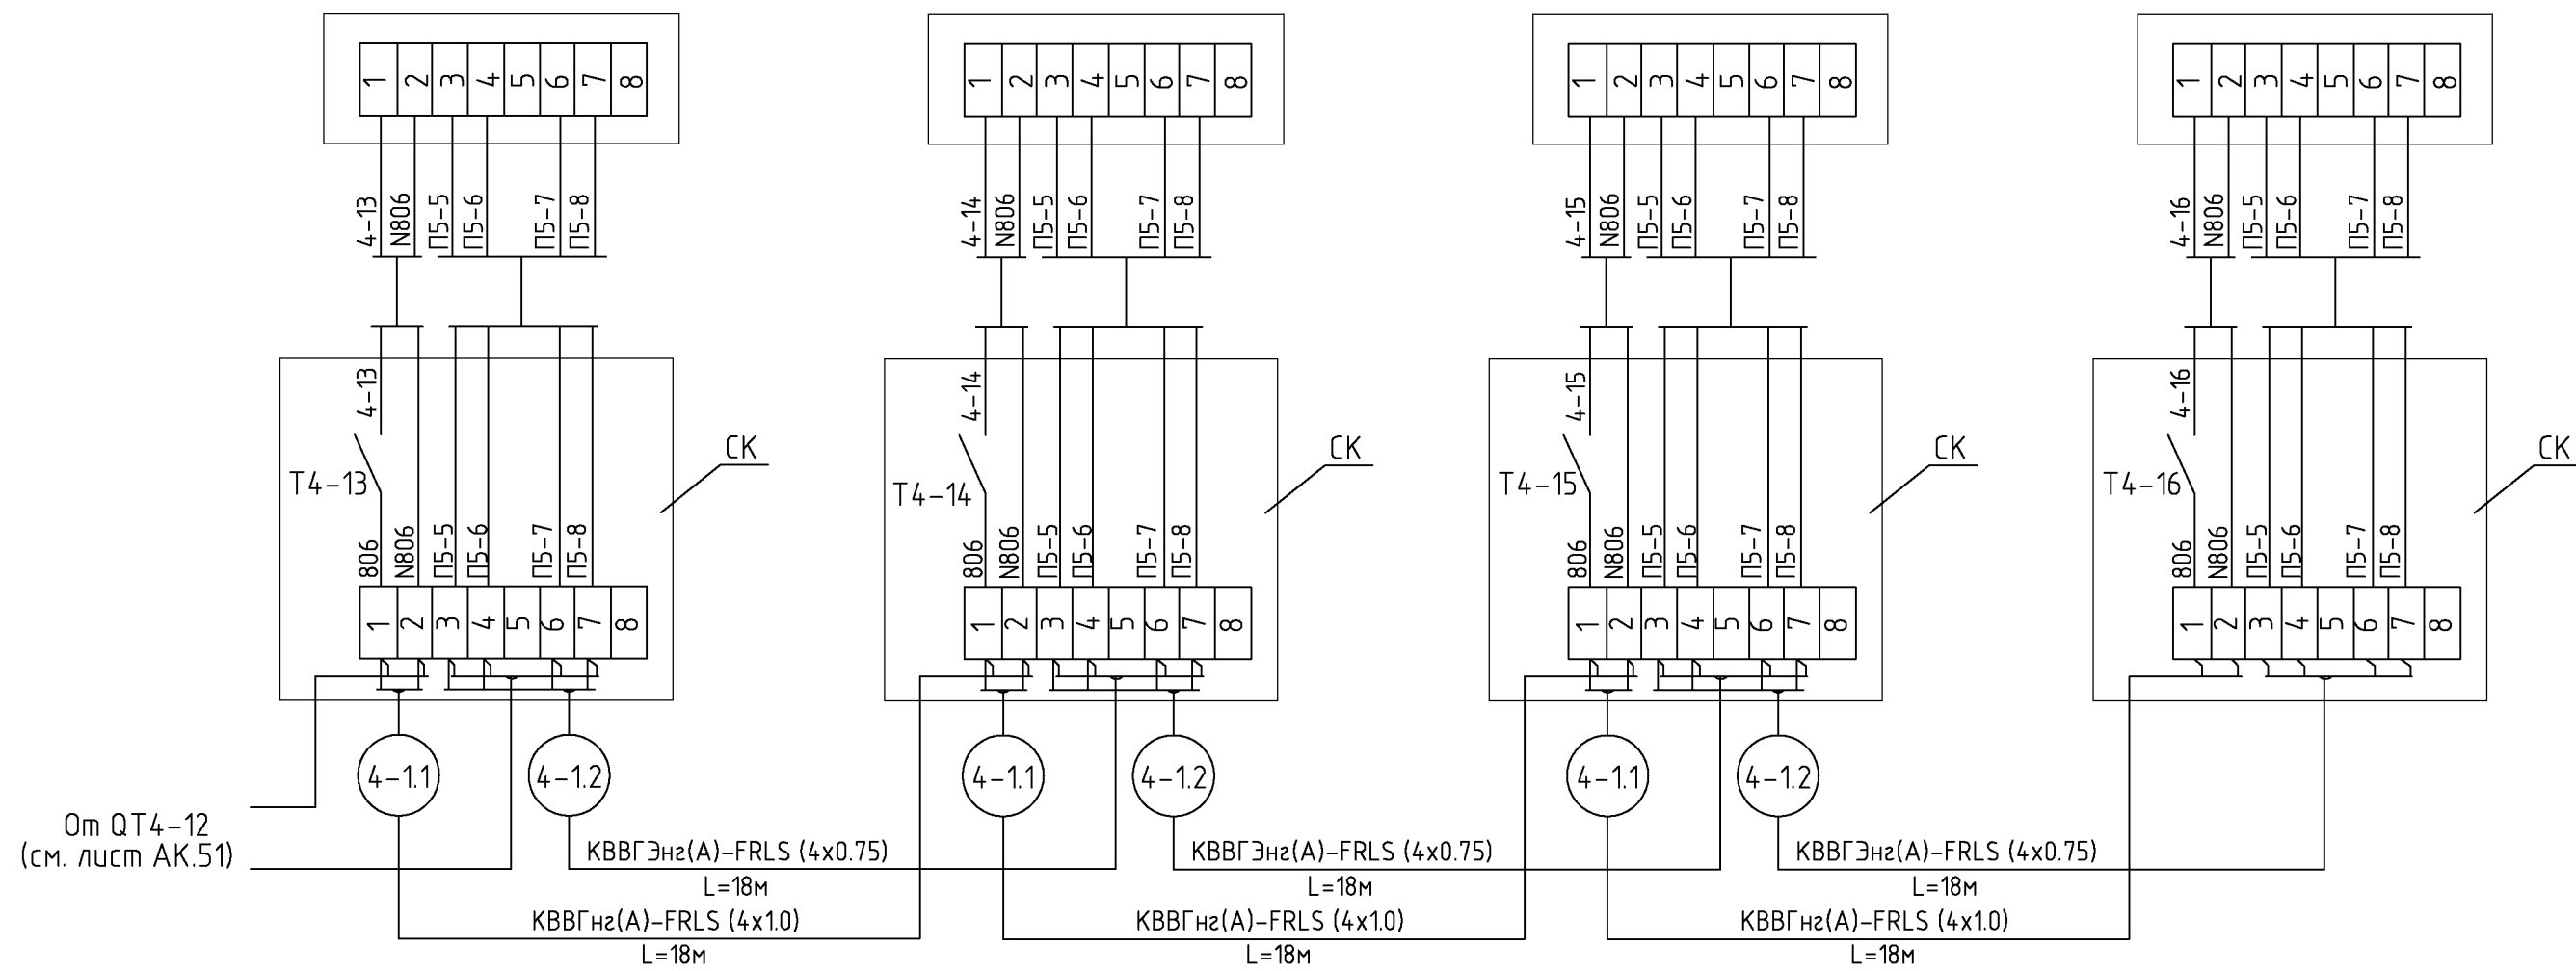 1 2 3 4 5 6 7 8
1 2 3 4 5 6 7 8
1 2 3 4 5 6 7 8
1 2 3 4 5 6 7 8
4-13 N806 П5-5 П5-6 П5-7 П5-8
4-14 N806 П5-5 П5-6 П5-7 П5-8
4-15 N806 П5-5 П5-6 П5-7 П5-8
4-16 N806 П5-5 П5-6 П5-7 П5-8
4-13
4-14
4-15
4-16
СК
СК
СК
СК
Т4-13
Т4-14
Т4-15
Т4-16
806 N806 П5-5 П5-6 П5-7 П5-8
806 N806 П5-5 П5-6 П5-7 П5-8
806 N806 П5-5 П5-6 П5-7 П5-8
806 N806 П5-5 П5-6 П5-7 П5-8
1 2 3 4 5 6 7 8
1 2 3 4 5 6 7 8
1 2 3 4 5 6 7 8
1 2 3 4 5 6 7 8
4-1.1
4-1.2
4-1.1
4-1.2
4-1.1
4-1.2
От QT4-12
(см. лист АК.51)
КВВГЭнг(А)-FRLS (4х0.75)
L=18м
КВВГЭнг(А)-FRLS (4х0.75)
L=18м
КВВГЭнг(А)-FRLS (4х0.75)
L=18м
КВВГнг(А)-FRLS (4х1.0)
L=18м
КВВГнг(А)-FRLS (4х1.0)
L=18м
КВВГнг(А)-FRLS (4х1.0)
L=18м